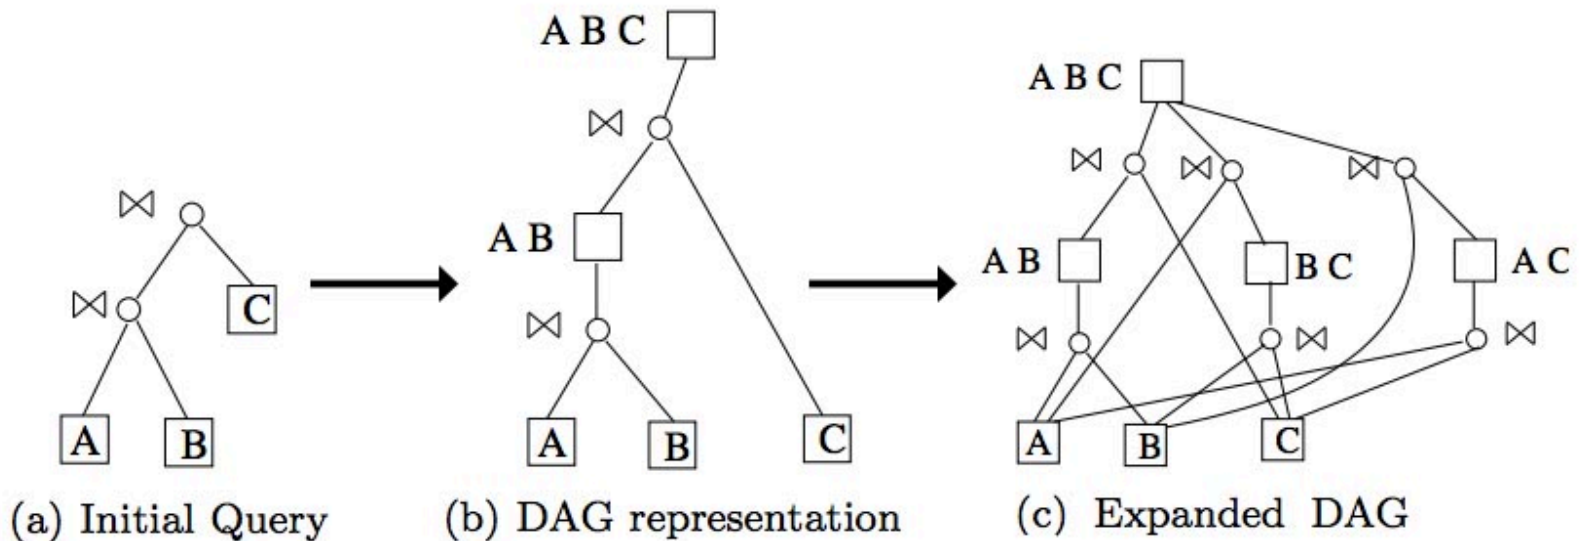 A B C
⋈
A B
⋈
A
B
C
⋈
⋈
A
B
C
A B C
⋈
⋈
⋈
A B
B C
A C
⋈
⋈
⋈
A
B
C
(a) Initial Query
(b) DAG representation
(c) Expanded DAG